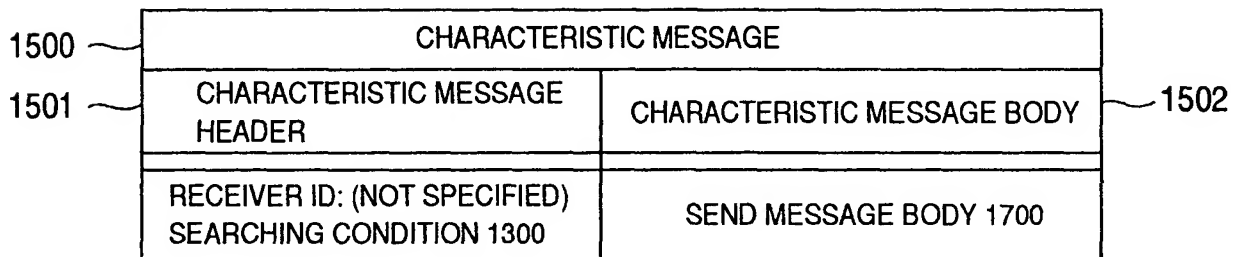 1500
CHARACTERISTIC MESSAGE
1501
CHARACTERISTIC MESSAGE
HEADER
CHARACTERISTIC MESSAGE BODY
1502
RECEIVER ID: (NOT SPECIFIED)
SEARCHING CONDITION 1300
SEND MESSAGE BODY 1700